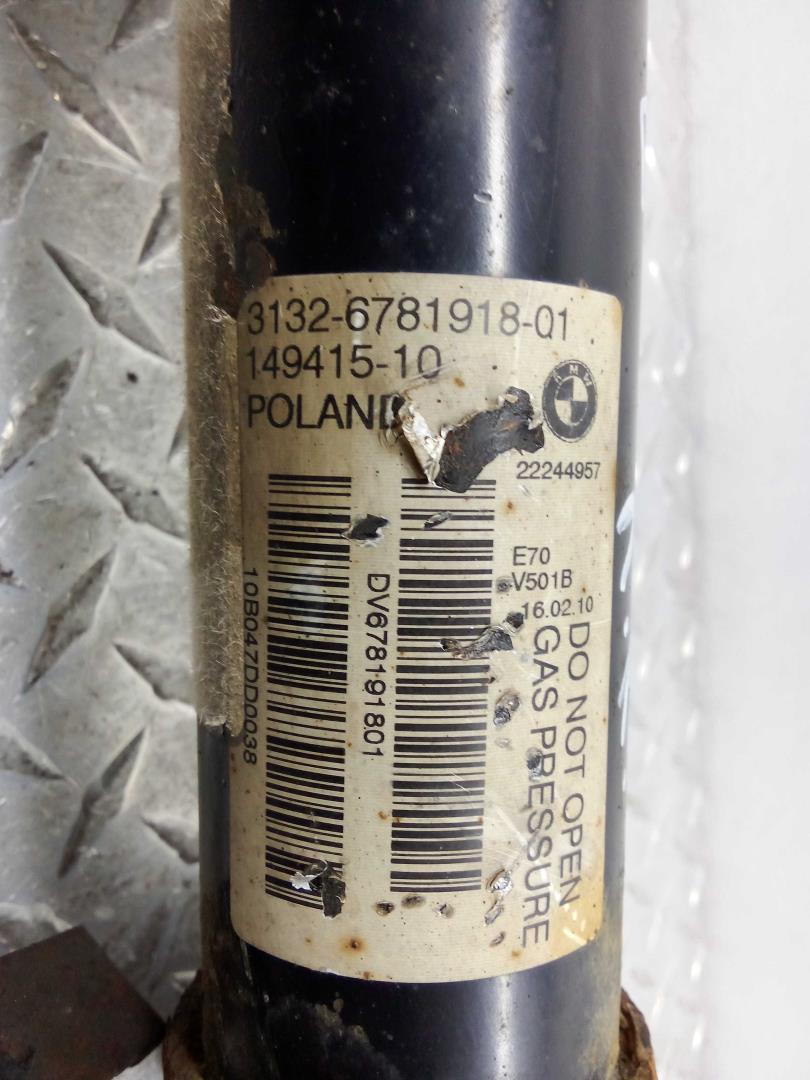 3132-6781918-01
149415-10
POLAND
BMW
22244957
E70
V501B
16.02.10
DO NOT OPEN
GAS PRESSURE
DV678191801
10B047DD0038